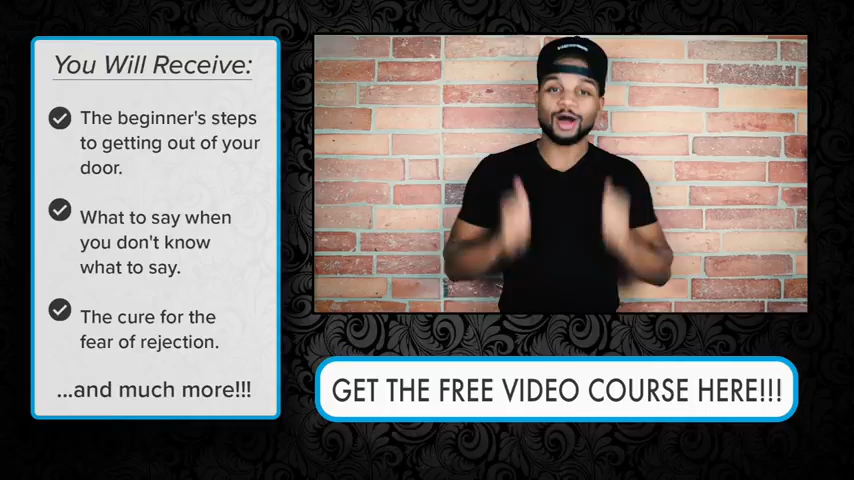 You Will Receive:
The beginner's steps
to getting out of your
door.
What to say when
you don't know
what to say.
The cure for the
fear of rejection.
...and much more!!!
GET THE FREE VIDEO COURSE HERE!!!